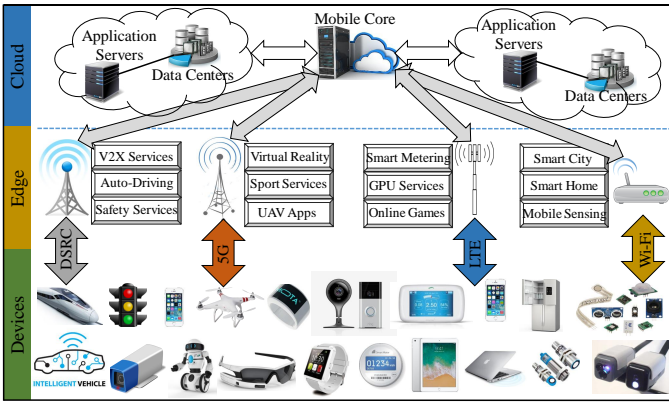 Cloud
Application
Servers
Data Centers
Mobile Core
Application
Servers
Data Centers
Edge
V2X Services
Auto-Driving
Safety Services
Virtual Reality
Sport Services
UAV Apps
Smart Metering
GPU Services
Online Games
Smart City
Smart Home
Mobile Sensing
DSRC
5G
LTE
Wi-Fi
Devices
INTELLIGENT VEHICLE
01234